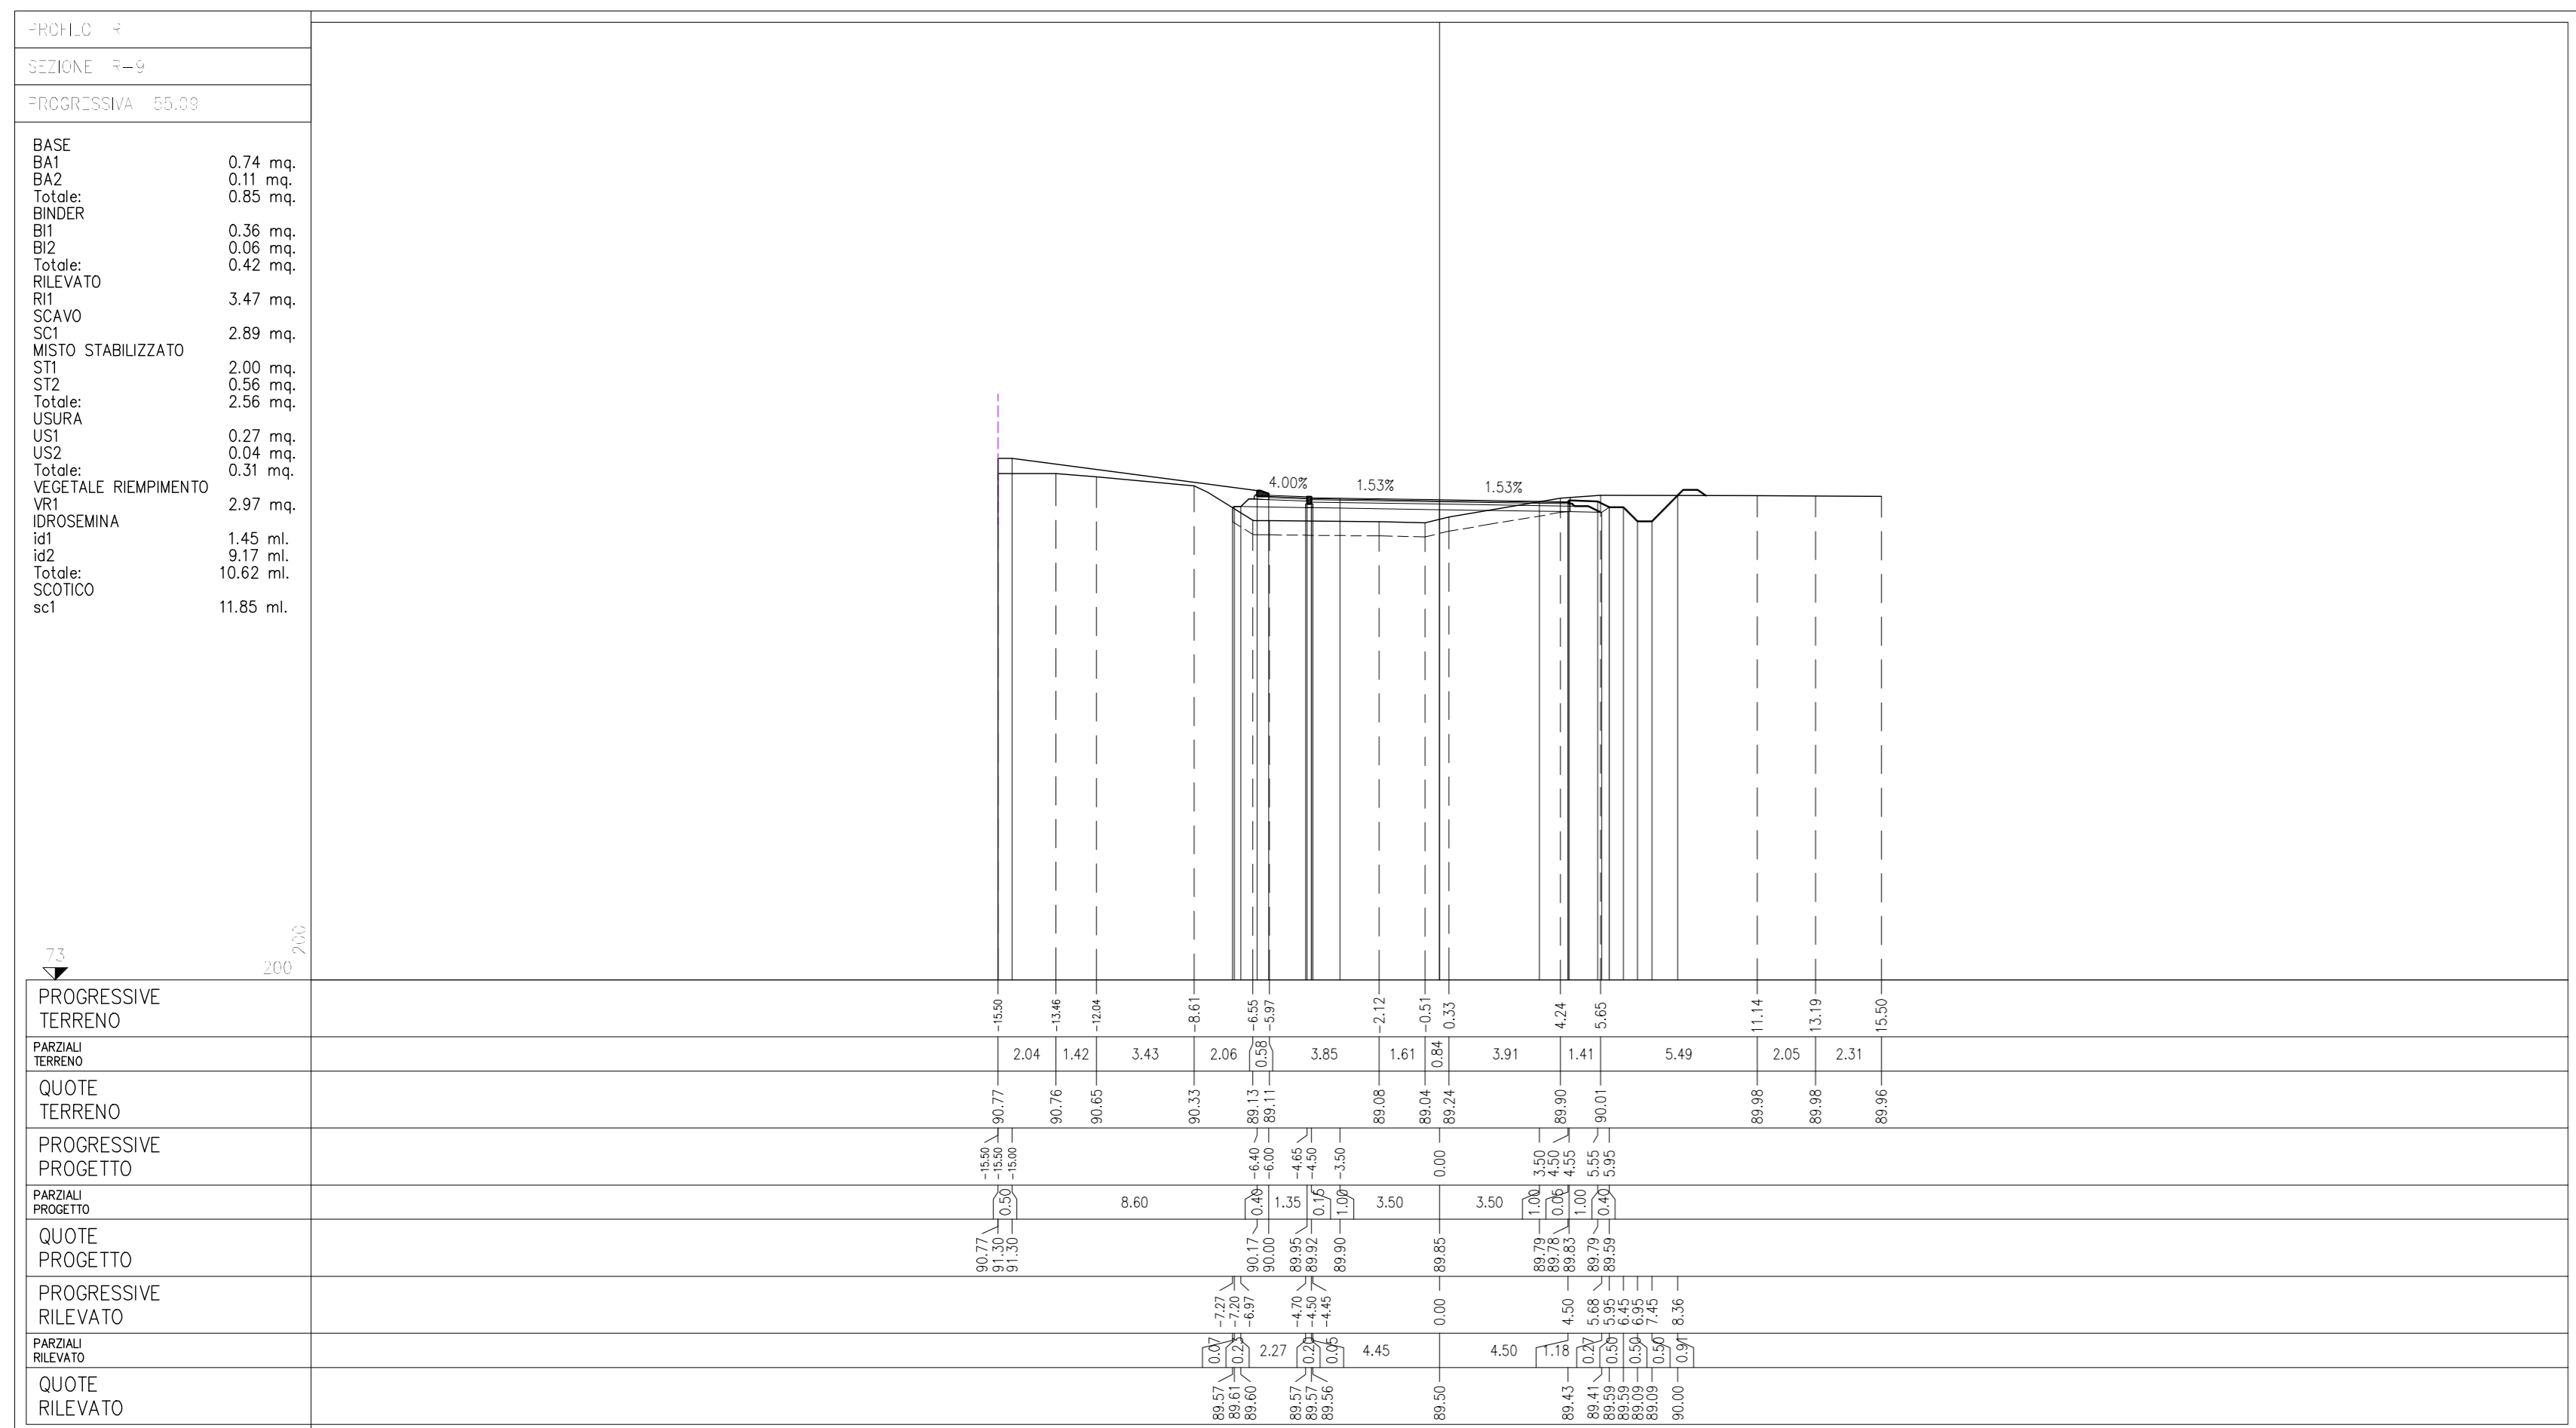 PROFILO R
SEZIONE R-9
PROGRESSIVA 55.09
BASE
BA1 0.74 mq.
BA2 0.11 mq.
Totale: 0.85 mq.
BINDER
BI1 0.36 mq.
BI2 0.06 mq.
Totale: 0.42 mq.
RILEVATO
RI1 3.47 mq.
SCAVO
SC1 2.89 mq.
MISTO STABILIZZATO
ST1 2.00 mq.
ST2 0.56 mq.
Totale: 2.56 mq.
USURA
US1 0.27 mq.
US2 0.04 mq.
Totale: 0.31 mq.
VEGETALE RIEMPIMENTO
VR1 2.97 mq.
IDROSEMINA
id1 1.45 ml.
id2 9.17 ml.
Totale: 10.62 ml.
SCOTICO
sc1 11.85 ml.
4.00% 1.53% 1.53%
73 200 200
PROGRESSIVE
TERRENO
-15.50 -13.46 -12.04 -8.61 -6.55 -5.97 -2.12 -0.51 0.33 4.24 5.65 11.14 13.19 15.50
PARZIALI
TERRENO
2.04 1.42 3.43 2.06 0.58 3.85 1.61 0.84 3.91 1.41 5.49 2.05 2.31
QUOTE
TERRENO
90.77 90.76 90.65 90.33 89.13 89.11 89.08 89.04 89.24 89.90 90.01 89.98 89.98 89.96
PROGRESSIVE
PROGETTO
-15.50 -15.50 -15.00 -6.40 -6.00 -4.65 -4.50 -3.50 0.00 3.50 4.50 4.55 5.55 5.95
PARZIALI
PROGETTO
0.50 8.60 0.40 1.35 0.15 1.00 3.50 3.50 1.00 0.05 1.00 0.40
QUOTE
PROGETTO
90.77 91.30 91.30 90.17 90.00 89.95 89.92 89.90 89.85 89.79 89.78 89.83 89.79 89.59
PROGRESSIVE
RILEVATO
-7.27 -7.20 -6.97 -4.70 -4.50 -4.45 0.00 4.50 5.68 5.95 6.45 6.95 7.45 8.36
PARZIALI
RILEVATO
0.07 0.23 2.27 0.20 0.05 4.45 4.50 1.18 0.27 0.50 0.50 0.50 0.91
QUOTE
RILEVATO
89.57 89.61 89.60 89.57 89.57 89.56 89.50 89.43 89.41 89.59 89.59 89.09 89.09 90.00